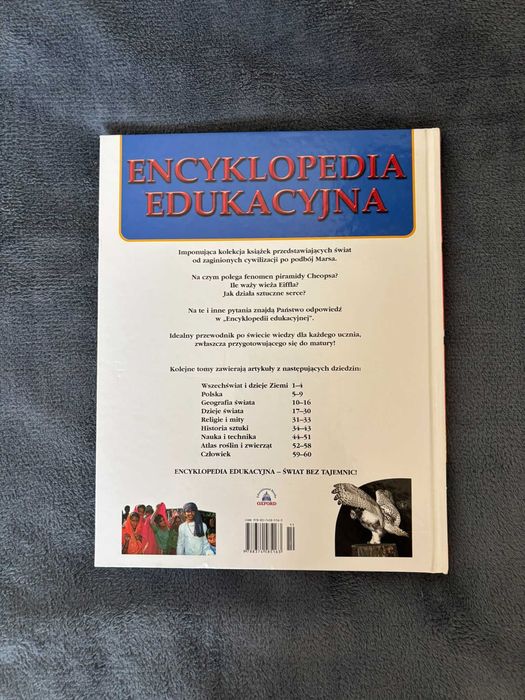 ENCYKLOPEDIA
EDUKACYJNA
Imponująca kolekcja książek przedstawiających świat
od zaginionych cywilizacji po podbój Marsa.
Na czym polega fenomen piramidy Cheopsa?
Ile waży wieża Eiffla?
Jak działa sztuczne serce?
Na te i inne pytania znajdą Państwo odpowiedź
w „Encyklopedii edukacyjnej".
Idealny przewodnik po świecie wiedzy dla każdego ucznia,
zwłaszcza przygotowującego się do matury!
Kolejne tomy zawierają artykuły z następujących dziedzin:
Wszechświat i dzieje Ziemi 1–4
Polska 5–9
Geografia świata 10–16
Dzieje świata 17–30
Religie i mity 31–33
Historia sztuki 34–43
Nauka i technika 44–51
Atlas roślin i zwierząt 52–58
Człowiek 59–60
ENCYKLOPEDIA EDUKACYJNA – ŚWIAT BEZ TAJEMNIC!
OXFORD